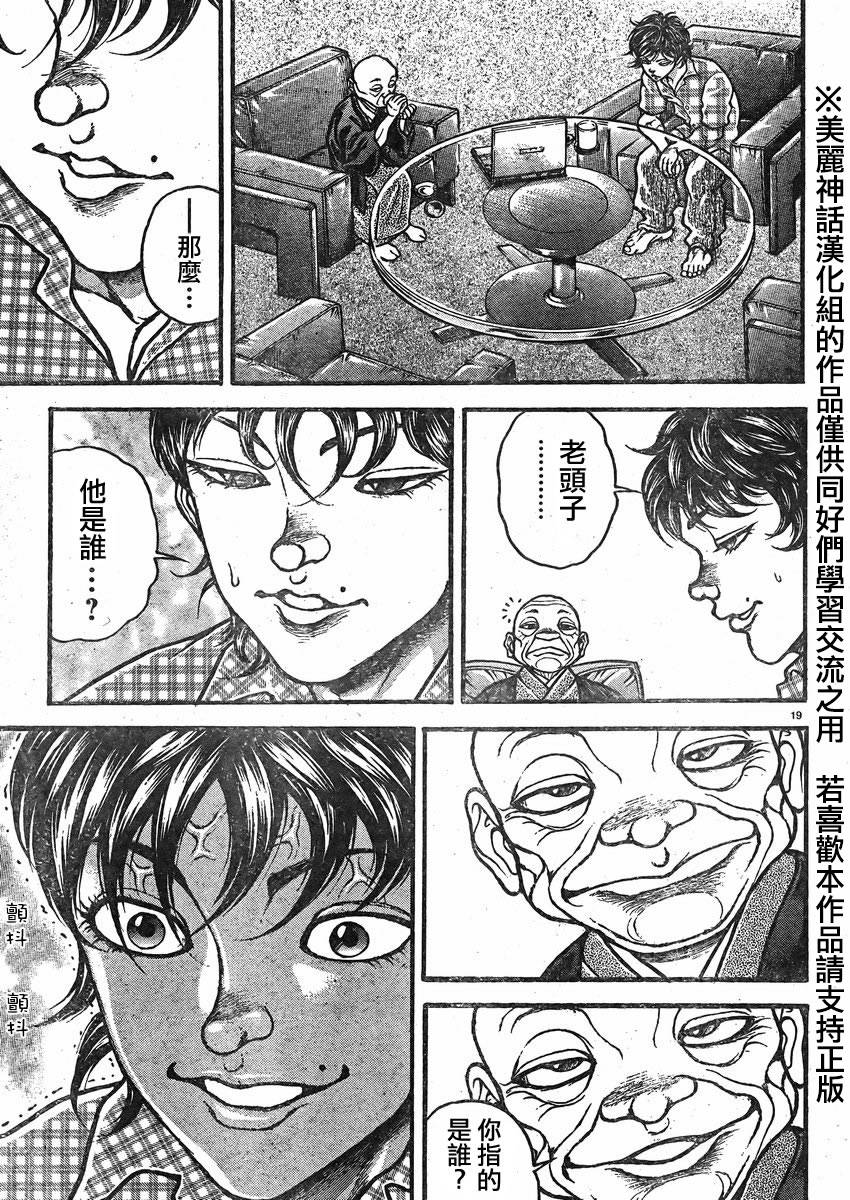 —那麼…
老頭子
………
他是誰…?
19
你指的
是誰?
顫抖
顫抖
※美麗神話漢化組的作品僅供同好們學習交流之用 若喜歡本作品請支持正版